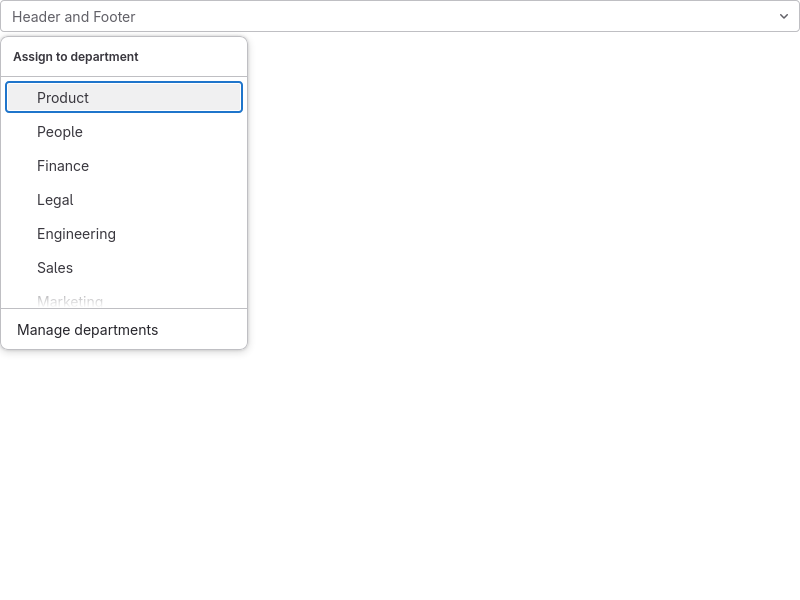 Header and Footer
Assign to department
Product
People
Finance
Legal
Engineering
Sales
Marketing
Manage departments